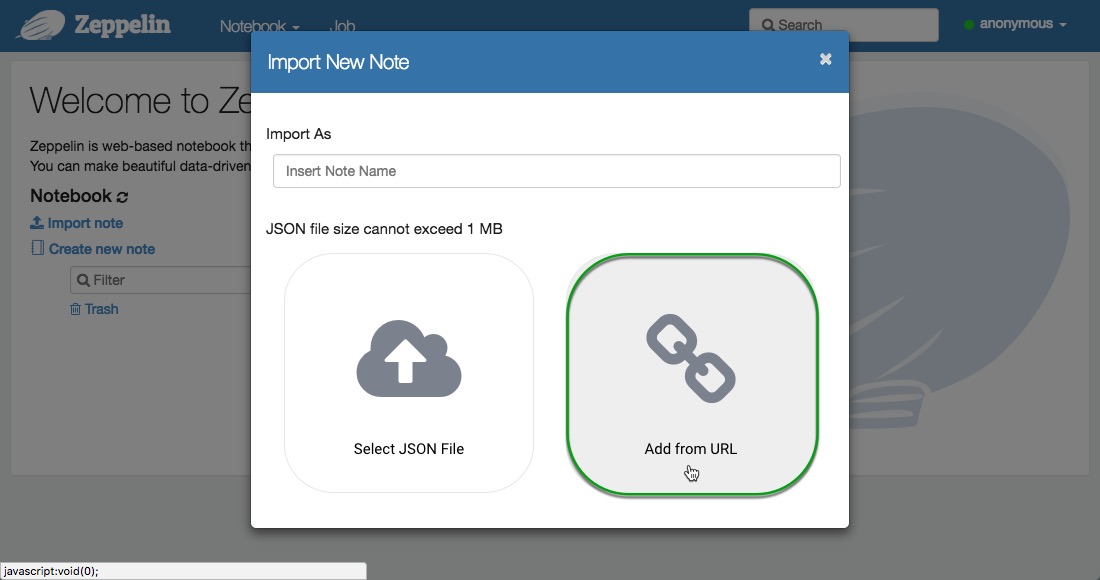 Zeppelin Notebook Job Search anonymous
Import New Note
Welcome to Ze
Import As
Zeppelin is web-based notebook th
You can make beautiful data-driven
Insert Note Name
Notebook
Import note
JSON file size cannot exceed 1 MB
Create new note
Filter
Trash
Select JSON File
Add from URL
javascript:void(0);